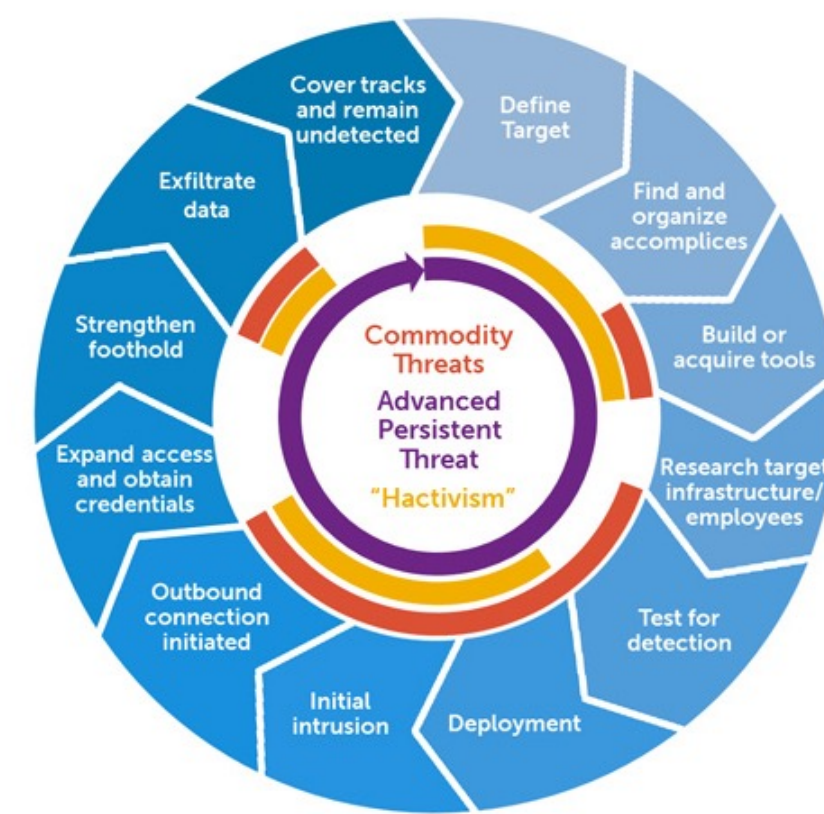 Define
Target
Find and
organize
accomplices
Build or
acquire tools
Research target
infrastructure/
employees
Test for
detection
Deployment
Initial
intrusion
Outbound
connection
initiated
Expand access
and obtain
credentials
Strengthen
foothold
Exfiltrate
data
Cover tracks
and remain
undetected
Commodity
Threats
Advanced
Persistent
Threat
“Hactivism”